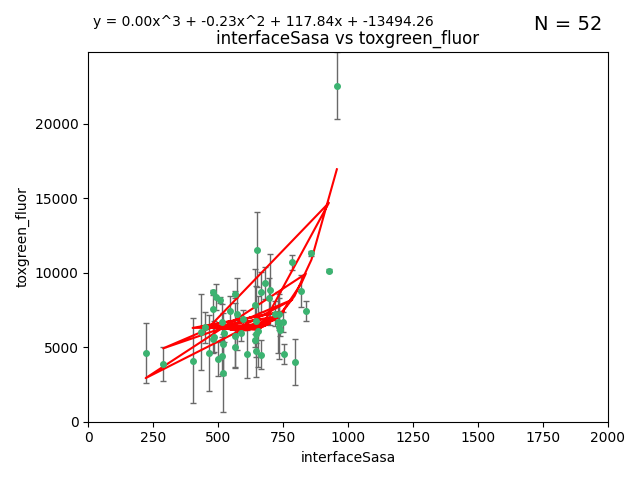 y = 0.00x^3 + -0.23x^2 + 117.84x + -13494.26
N = 52
interfaceSasa vs toxgreen_fluor
20000
15000
10000
5000
0
toxgreen_fluor
0 250 500 750 1000 1250 1500 1750 2000
interfaceSasa